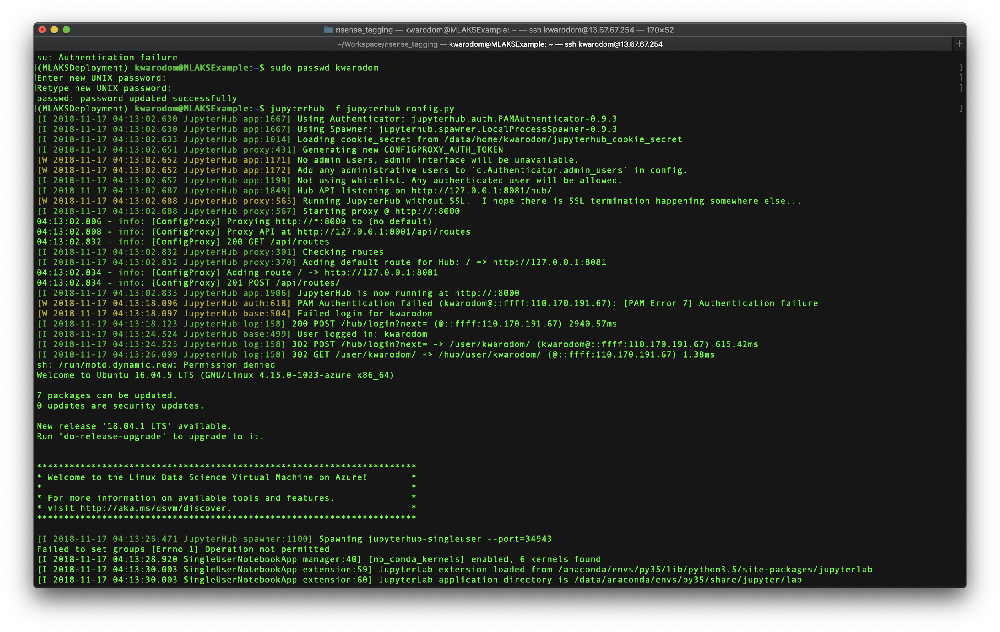 nsense_tagging — kwarodom@MLAKSExample: ~ — ssh kwarodom@13.67.67.254 — 170×52
~/Workspace/nsense_tagging — kwarodom@MLAKSExample: ~ — ssh kwarodom@13.67.67.254 +
su: Authentication failure
[(MLAKSDeployment) kwarodom@MLAKSExample:~$ sudo passwd kwarodom ]
[Enter new UNIX password: ]
[Retype new UNIX password: ]
passwd: password updated successfully
[(MLAKSDeployment) kwarodom@MLAKSExample:~$ jupyterhub -f jupyterhub_config.py ]
[I 2018-11-17 04:13:02.630 JupyterHub app:1667] Using Authenticator: jupyterhub.auth.PAMAuthenticator-0.9.3
[I 2018-11-17 04:13:02.630 JupyterHub app:1667] Using Spawner: jupyterhub.spawner.LocalProcessSpawner-0.9.3
[I 2018-11-17 04:13:02.633 JupyterHub app:1014] Loading cookie_secret from /data/home/kwarodom/jupyterhub_cookie_secret
[I 2018-11-17 04:13:02.651 JupyterHub proxy:431] Generating new CONFIGPROXY_AUTH_TOKEN
[W 2018-11-17 04:13:02.652 JupyterHub app:1171] No admin users, admin interface will be unavailable.
[W 2018-11-17 04:13:02.652 JupyterHub app:1172] Add any administrative users to `c.Authenticator.admin_users` in config.
[I 2018-11-17 04:13:02.652 JupyterHub app:1199] Not using whitelist. Any authenticated user will be allowed.
[I 2018-11-17 04:13:02.687 JupyterHub app:1849] Hub API listening on http://127.0.0.1:8081/hub/
[W 2018-11-17 04:13:02.688 JupyterHub proxy:565] Running JupyterHub without SSL.  I hope there is SSL termination happening somewhere else...
[I 2018-11-17 04:13:02.688 JupyterHub proxy:567] Starting proxy @ http://:8000
04:13:02.806 - info: [ConfigProxy] Proxying http://*:8000 to (no default)
04:13:02.808 - info: [ConfigProxy] Proxy API at http://127.0.0.1:8001/api/routes
04:13:02.832 - info: [ConfigProxy] 200 GET /api/routes
[I 2018-11-17 04:13:02.832 JupyterHub proxy:301] Checking routes
[I 2018-11-17 04:13:02.832 JupyterHub proxy:370] Adding default route for Hub: / => http://127.0.0.1:8081
04:13:02.834 - info: [ConfigProxy] Adding route / -> http://127.0.0.1:8081
04:13:02.834 - info: [ConfigProxy] 201 POST /api/routes/
[I 2018-11-17 04:13:02.835 JupyterHub app:1906] JupyterHub is now running at http://:8000
[W 2018-11-17 04:13:18.096 JupyterHub auth:618] PAM Authentication failed (kwarodom@::ffff:110.170.191.67): [PAM Error 7] Authentication failure
[W 2018-11-17 04:13:18.097 JupyterHub base:504] Failed login for kwarodom
[I 2018-11-17 04:13:18.123 JupyterHub log:158] 200 POST /hub/login?next= (@::ffff:110.170.191.67) 2940.57ms
[I 2018-11-17 04:13:24.524 JupyterHub base:499] User logged in: kwarodom
[I 2018-11-17 04:13:24.525 JupyterHub log:158] 302 POST /hub/login?next= -> /user/kwarodom/ (kwarodom@::ffff:110.170.191.67) 615.42ms
[I 2018-11-17 04:13:26.099 JupyterHub log:158] 302 GET /user/kwarodom/ -> /hub/user/kwarodom/ (@::ffff:110.170.191.67) 1.38ms
sh: /run/motd.dynamic.new: Permission denied
Welcome to Ubuntu 16.04.5 LTS (GNU/Linux 4.15.0-1023-azure x86_64)
7 packages can be updated.
0 updates are security updates.
New release '18.04.1 LTS' available.
Run 'do-release-upgrade' to upgrade to it.
**********************************************************************
* Welcome to the Linux Data Science Virtual Machine on Azure!        *
*                                                                    *
* For more information on available tools and features,              *
* visit http://aka.ms/dsvm/discover.                                 *
**********************************************************************
[I 2018-11-17 04:13:26.471 JupyterHub spawner:1100] Spawning jupyterhub-singleuser --port=34943
Failed to set groups [Errno 1] Operation not permitted
[I 2018-11-17 04:13:28.920 SingleUserNotebookApp manager:40] [nb_conda_kernels] enabled, 6 kernels found
[I 2018-11-17 04:13:30.003 SingleUserNotebookApp extension:59] JupyterLab extension loaded from /anaconda/envs/py35/lib/python3.5/site-packages/jupyterlab
[I 2018-11-17 04:13:30.003 SingleUserNotebookApp extension:60] JupyterLab application directory is /data/anaconda/envs/py35/share/jupyter/lab